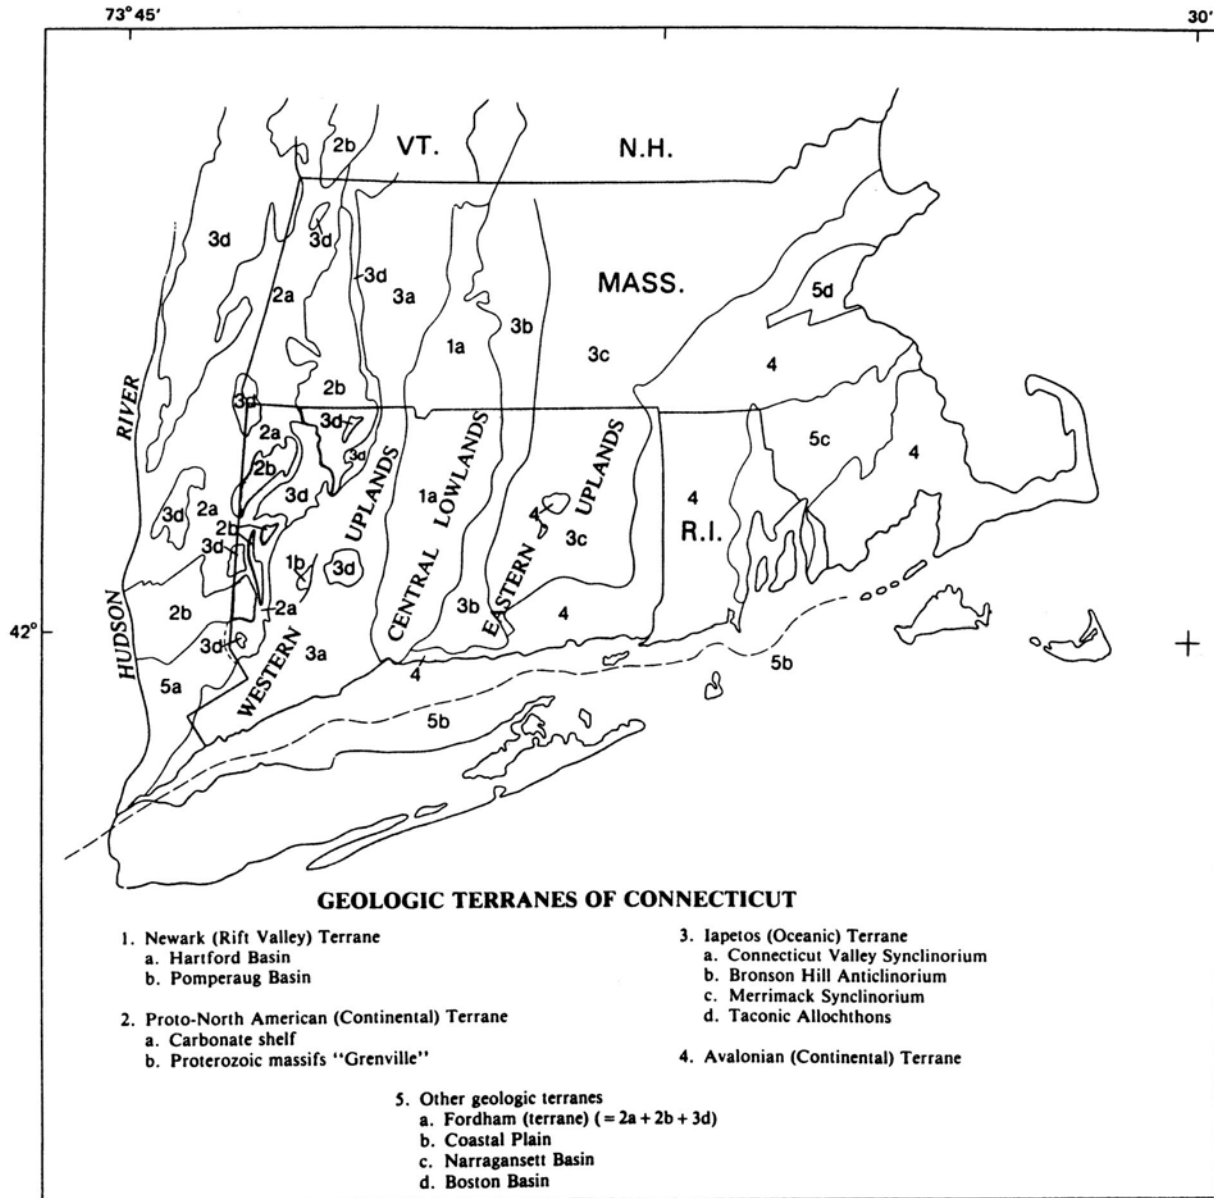 73°45'
30'
2b
VT.
N.H.
3d
3d
3d
2a
3a
MASS.
5d
3b
1a
3c
4
RIVER
2b
3d
2a
3d
5c
4
2b
3d
UPLANDS
CENTRAL LOWLANDS
1a
EASTERN UPLANDS
3d
3d
2a
4
4
R.I.
2b
3d
3c
1b
3d
HUDSON
2b
2a
3b
4
42°
3d
WESTERN
3a
4
5b
5a
5b
GEOLOGIC TERRANES OF CONNECTICUT
1. Newark (Rift Valley) Terrane
a. Hartford Basin
b. Pomperaug Basin
2. Proto-North American (Continental) Terrane
a. Carbonate shelf
b. Proterozoic massifs "Grenville"
3. Iapetos (Oceanic) Terrane
a. Connecticut Valley Synclinorium
b. Bronson Hill Anticlinorium
c. Merrimack Synclinorium
d. Taconic Allochthons
4. Avalonian (Continental) Terrane
5. Other geologic terranes
a. Fordham (terrane) (=2a+2b+3d)
b. Coastal Plain
c. Narragansett Basin
d. Boston Basin